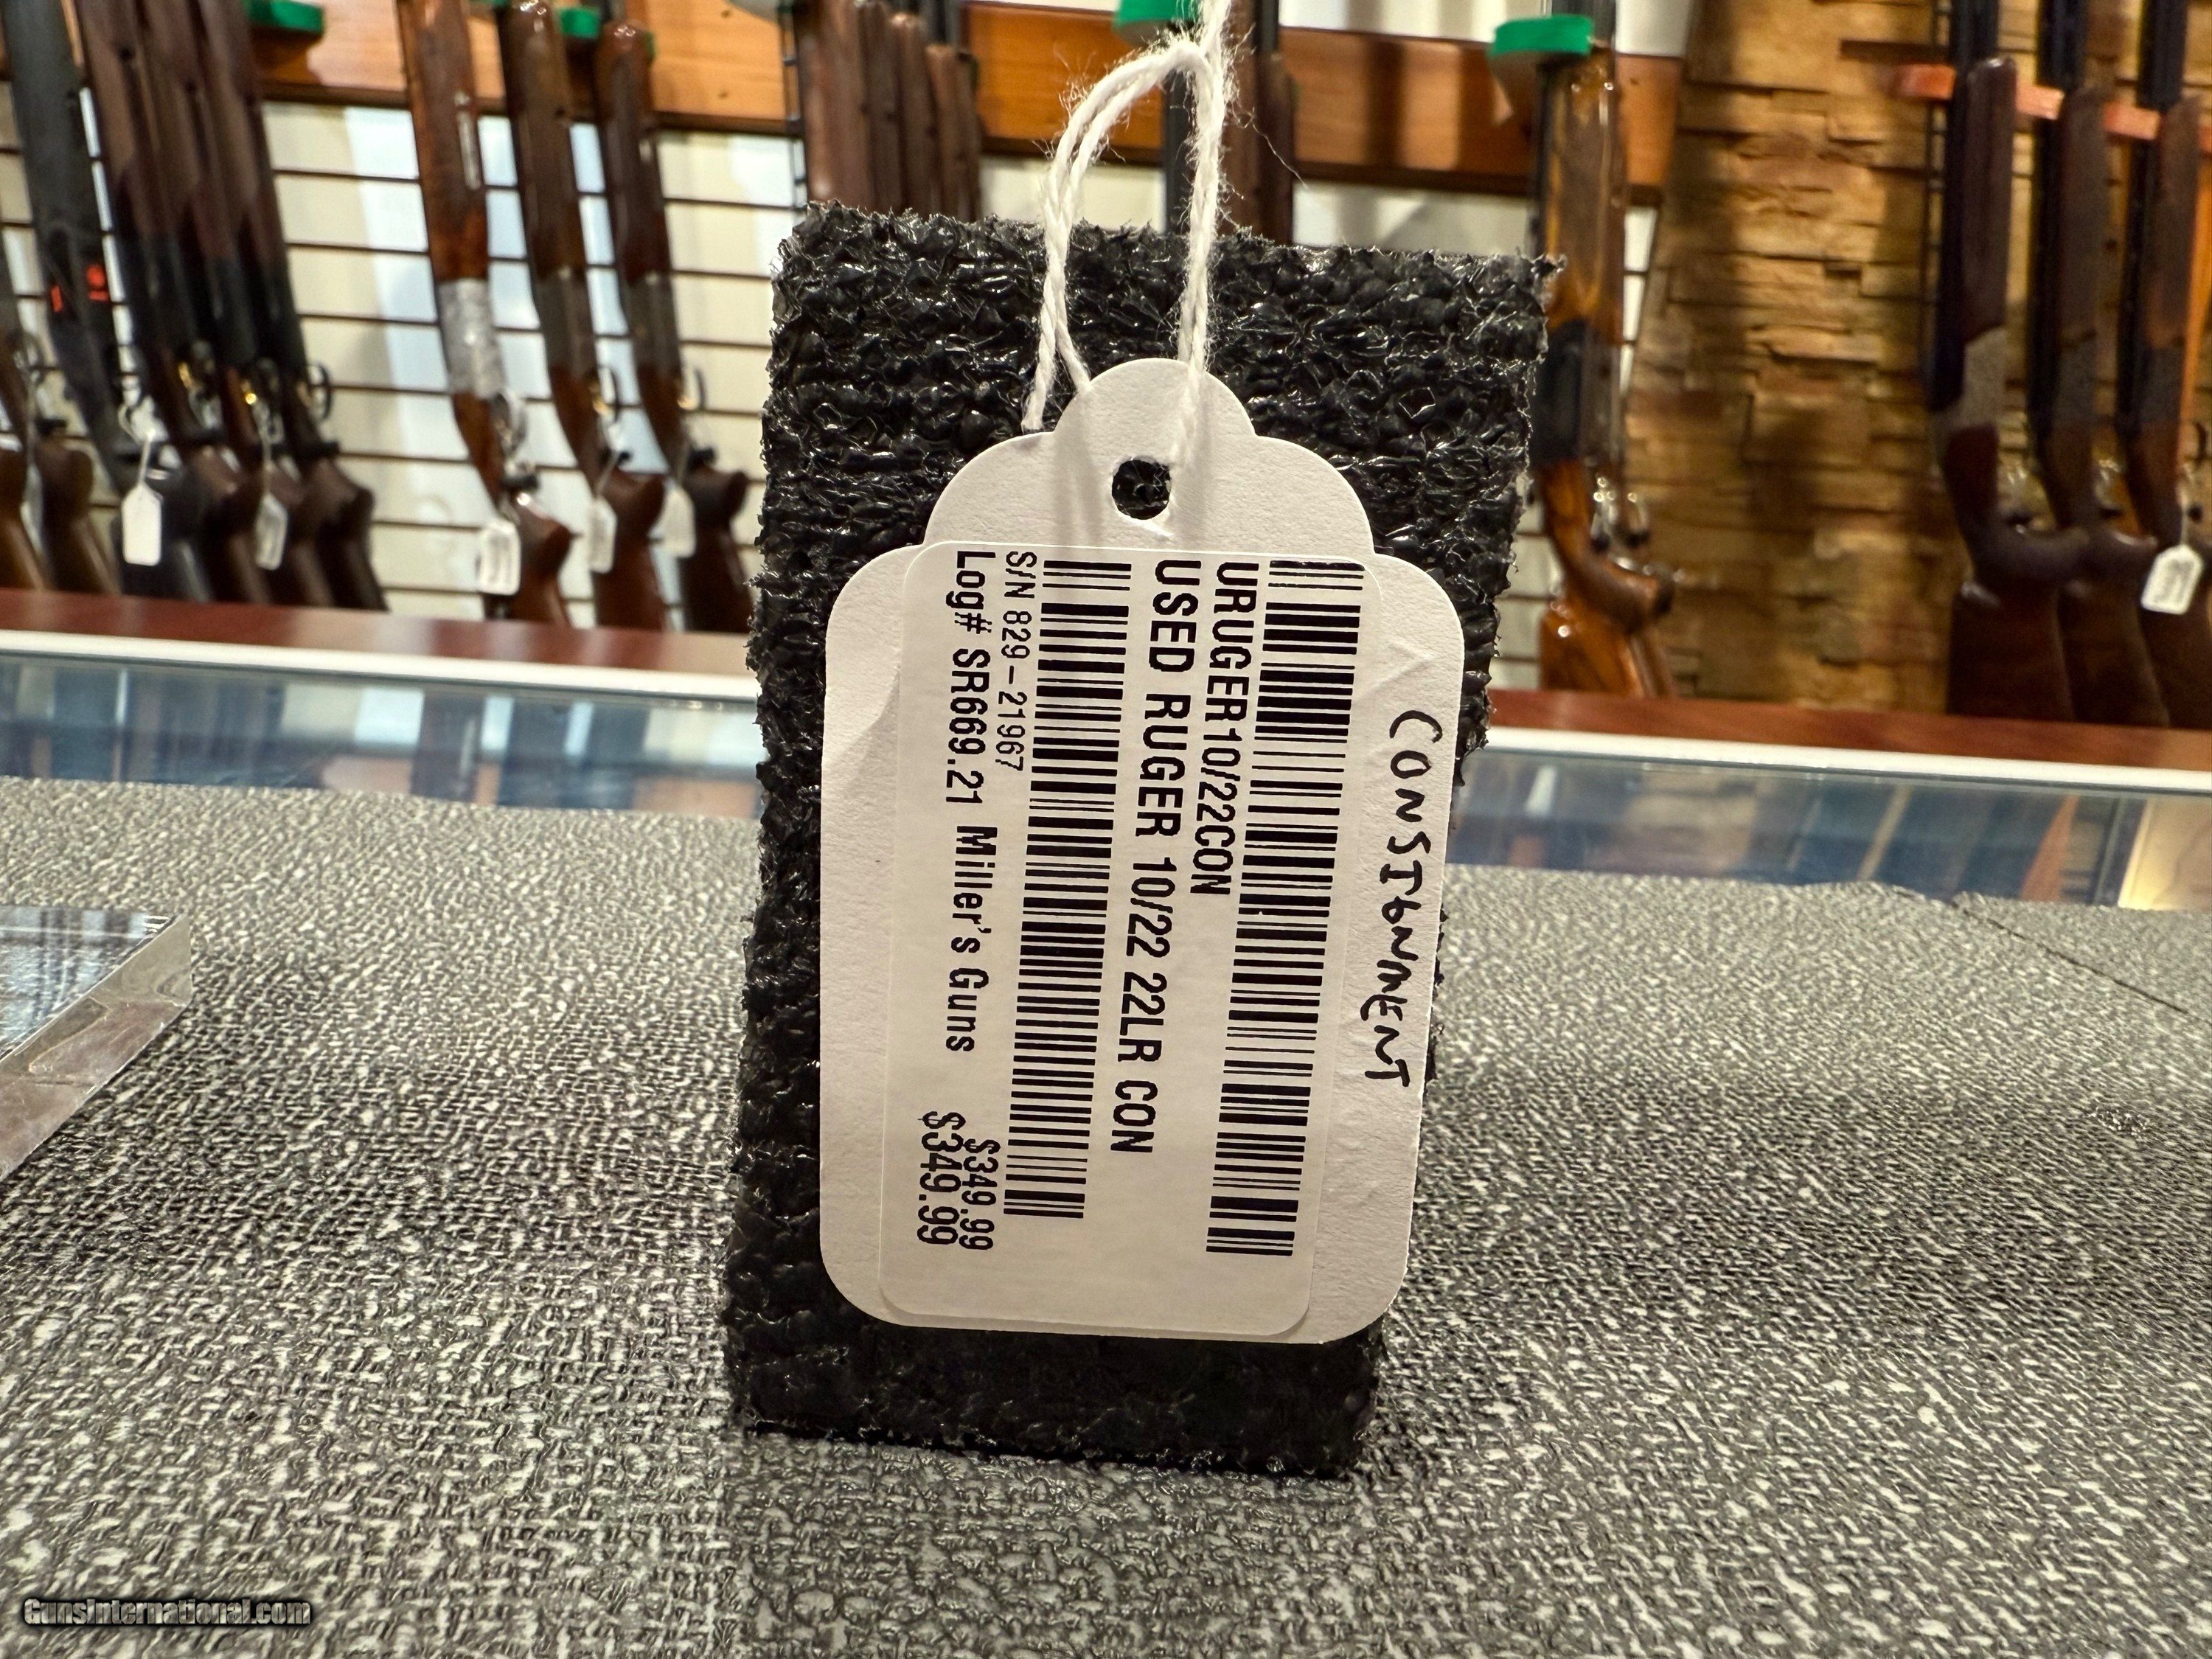 CONSIGNMENT
URUGER10/22CON
USED RUGER 10/22 22LR CON
S/N 829-21967
$349.99
Log# SR669.21 Miller's Guns
$349.99
GunsInternational.com